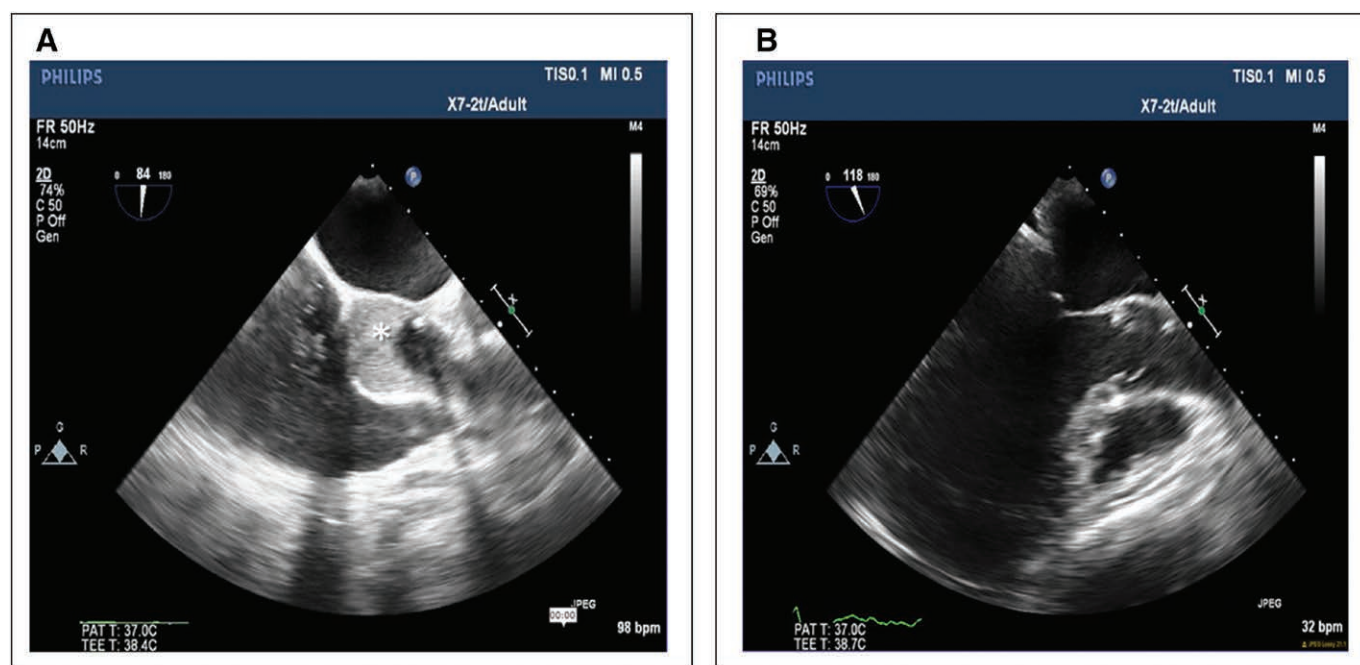 A
PHILIPS
TIS0.1 MI 0.5
X7-2t/Adult
FR 50Hz
14cm
M4
2D
74%
C 50
P Off
Gen
0 84 180
P
X
G
P R
*
JPEG
00:00
98 bpm
PAT T: 37.0C
TEE T: 38.4C
B
PHILIPS
TIS0.1 MI 0.5
X7-2t/Adult
FR 50Hz
14cm
M4
2D
69%
C 50
P Off
Gen
0 118 180
P
X
G
P R
JPEG
32 bpm
PAT T: 37.0C
TEE T: 38.7C